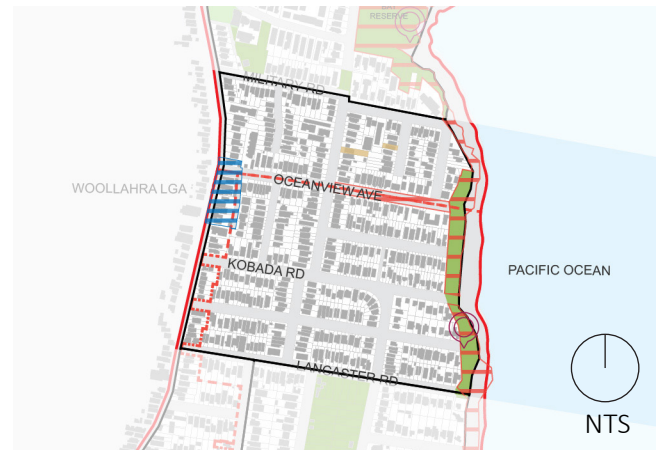 RESERVE
MILITARY RD
WOOLLAHRA LGA
OCEANVIEW AVE
KOBADA RD
PACIFIC OCEAN
LANCASTER RD
NTS